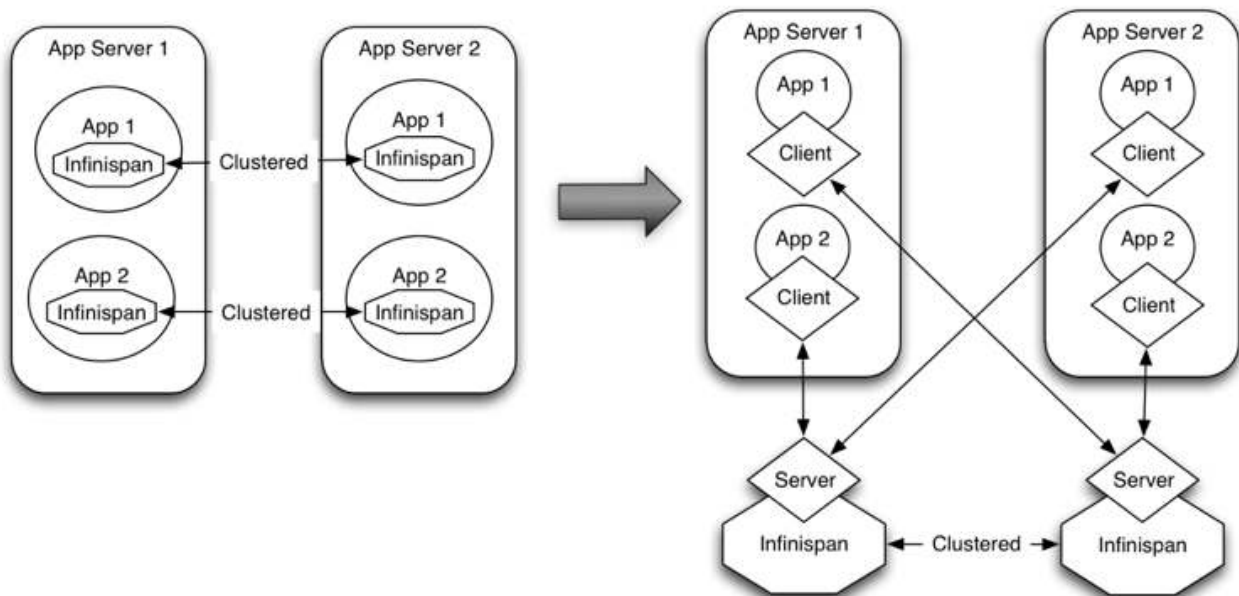 App Server 1
App Server 2
App 1
Infinispan
Clustered
App 1
Infinispan
App 2
Infinispan
Clustered
App 2
Infinispan
App Server 1
App Server 2
App 1
Client
App 1
Client
App 2
Client
App 2
Client
Server
Server
Infinispan
Clustered
Infinispan